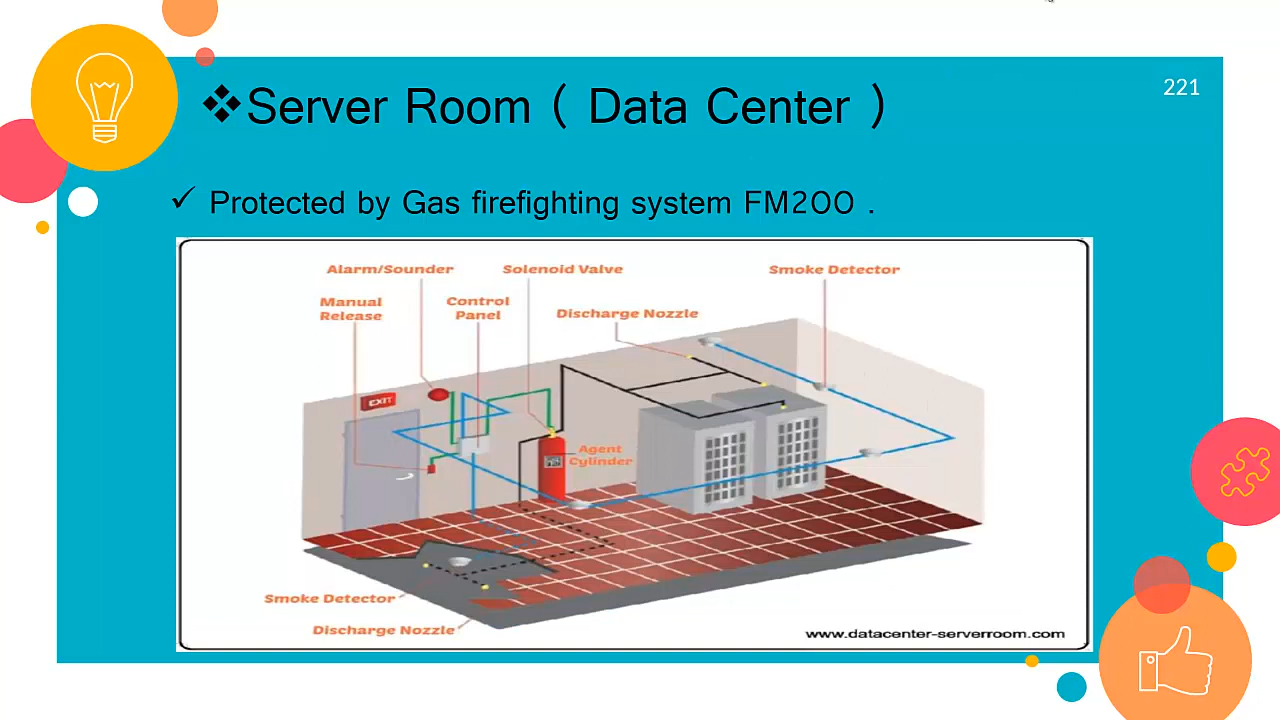 221
❖Server Room ( Data Center )
✓ Protected by Gas firefighting system FM200 .
Alarm/Sounder
Solenoid Valve
Smoke Detector
Manual
Release
Control
Panel
Discharge Nozzle
EXIT
Agent
Cylinder
Smoke Detector
Discharge Nozzle
www.datacenter-serverroom.com